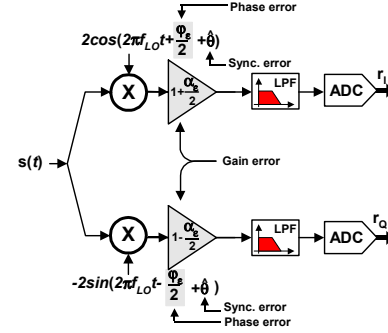 Phase error
2cos(2πf_LO t+ φ_ε/2 +θ̂)
Sync. error
X
1+ α_ε/2
LPF
ADC
r_I
s(t)
Gain error
X
1- α_ε/2
LPF
ADC
r_Q
-2sin(2πf_LO t- φ_ε/2 +θ̂ )
Sync. error
Phase error